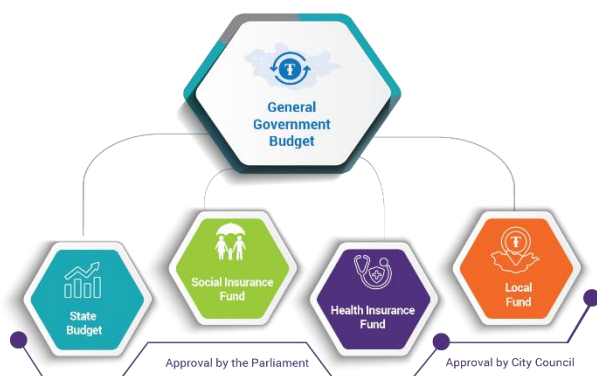 ₮
General
Government
Budget
State
Budget
Social Insurance
Fund
Health Insurance
Fund
₮
Local
Fund
Approval by the Parliament
Approval by City Council